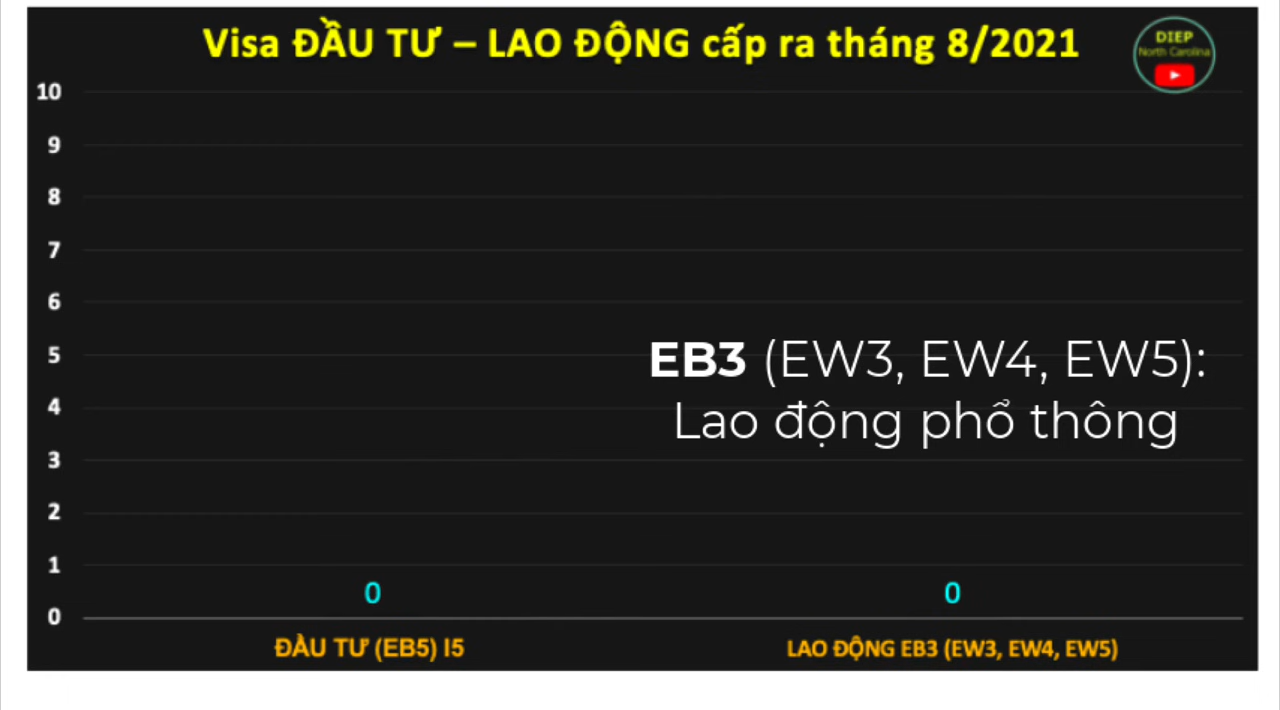 Visa ĐẦU TƯ – LAO ĐỘNG cấp ra tháng 8/2021
DIEP
North Carolina
10
9
8
7
6
5
4
3
2
1
0
EB3 (EW3, EW4, EW5):
Lao động phổ thông
0
0
ĐẦU TƯ (EB5) I5
LAO ĐỘNG EB3 (EW3, EW4, EW5)